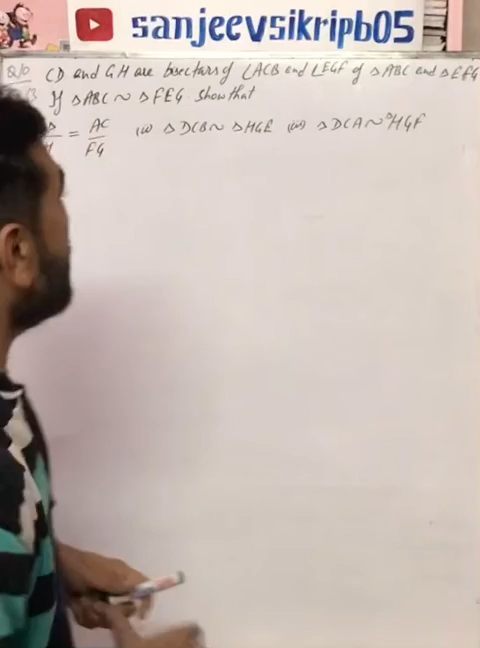 sanjeevsikripb05
Q10 CD and GH are bisectors of ∠ACB and ∠EGF of △ABC and △EFG
If △ABC ~ △FEG show that
= AC/FG (ii) △DCB ~ △HGE (iii) △DCA ~ △HGF